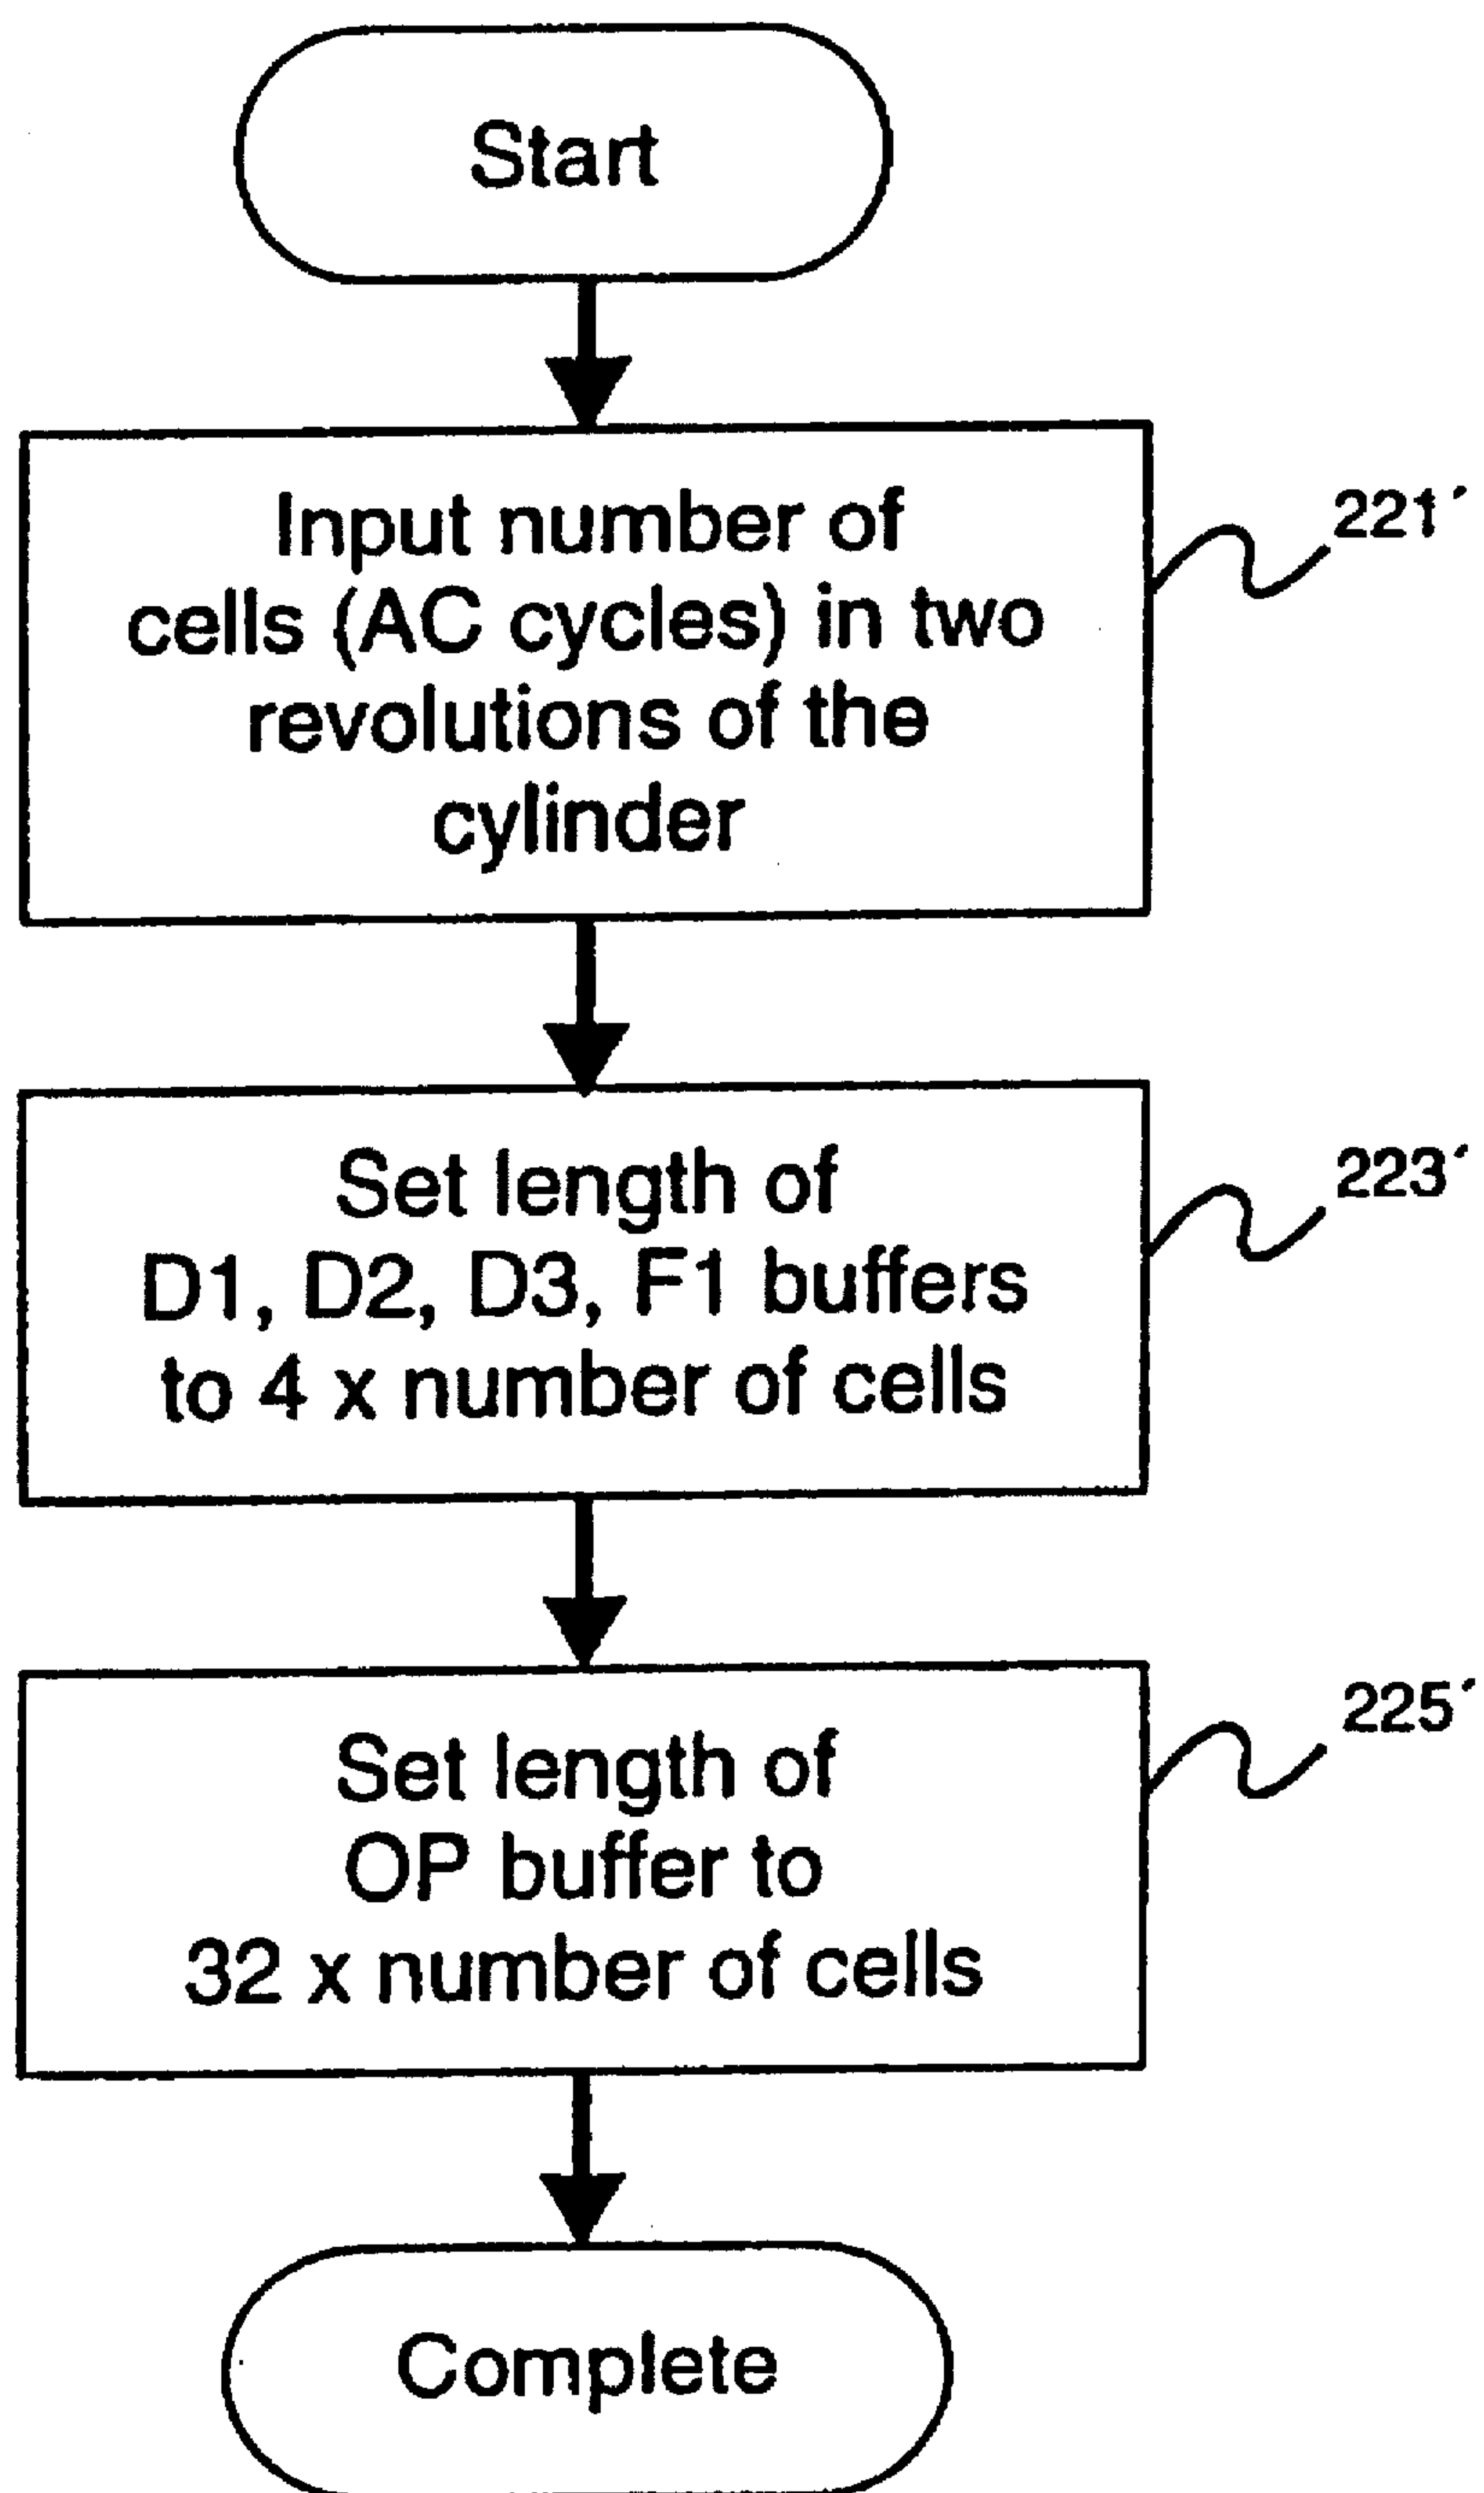 Start
Input number of
cells (AC cycles) in two
revolutions of the
cylinder
221´
Set length of
D1, D2, D3, F1 buffers
to 4 x number of cells
223´
Set length of
OP buffer to
32 x number of cells
225´
Complete